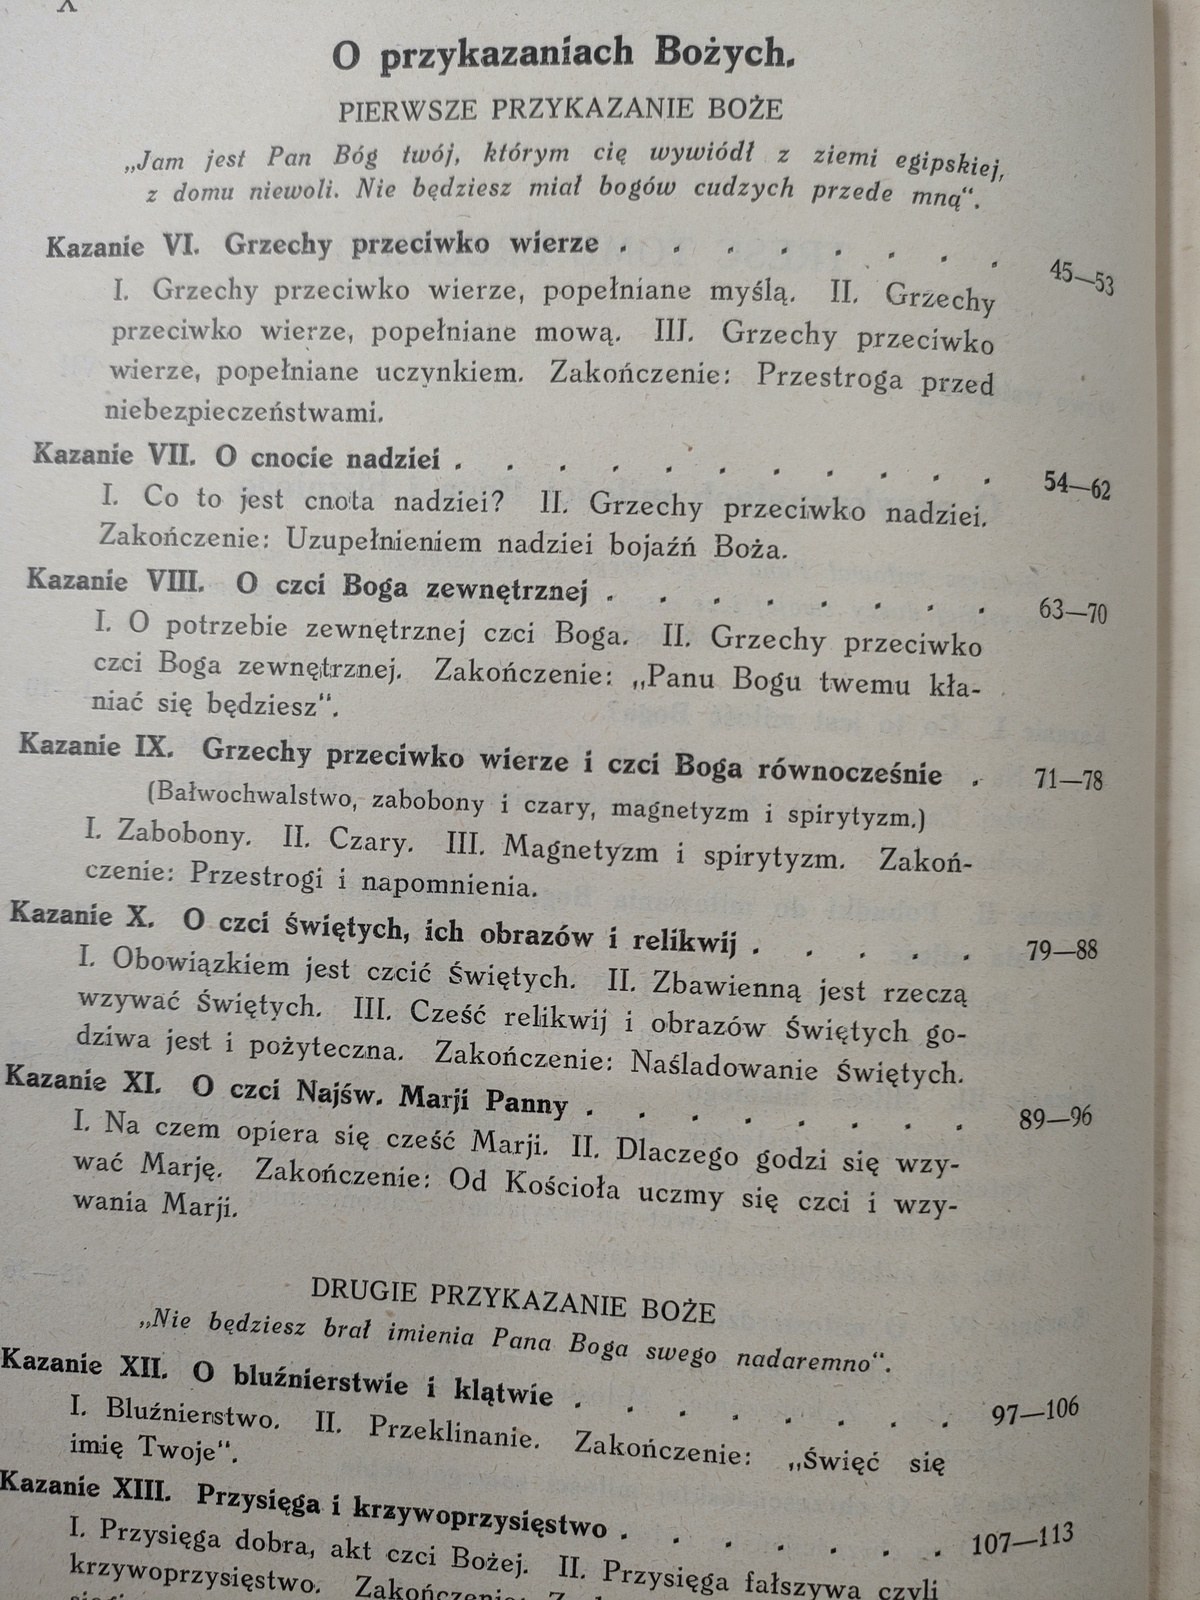 X
O przykazaniach Bożych.
PIERWSZE PRZYKAZANIE BOŻE
„Jam jest Pan Bóg twój, którym cię wywiódł z ziemi egipskiej,
z domu niewoli. Nie będziesz miał bogów cudzych przede mną“.
Kazanie VI. Grzechy przeciwko wierze . . . . . . . . 45—53
I. Grzechy przeciwko wierze, popełniane myślą. II. Grzechy
przeciwko wierze, popełniane mową. III. Grzechy przeciwko
wierze, popełniane uczynkiem. Zakończenie: Przestroga przed
niebezpieczeństwami.
Kazanie VII. O cnocie nadziei . . . . . . . . . . . 54—62
I. Co to jest cnota nadziei? II. Grzechy przeciwko nadziei.
Zakończenie: Uzupełnieniem nadziei bojaźń Boża.
Kazanie VIII. O czci Boga zewnętrznej . . . . . . . . 63—70
I. O potrzebie zewnętrznej czci Boga. II. Grzechy przeciwko
czci Boga zewnętrznej. Zakończenie: „Panu Bogu twemu kła-
niać się będziesz“.
Kazanie IX. Grzechy przeciwko wierze i czci Boga równocześnie . 71—78
(Bałwochwalstwo, zabobony i czary, magnetyzm i spirytyzm.)
I. Zabobony. II. Czary. III. Magnetyzm i spirytyzm. Zakoń-
czenie: Przestrogi i napomnienia.
Kazanie X. O czci Świętych, ich obrazów i relikwij . . . . . 79—88
I. Obowiązkiem jest czcić Świętych. II. Zbawienną jest rzeczą
wzywać Świętych. III. Cześć relikwij i obrazów Świętych go-
dziwa jest i pożyteczna. Zakończenie: Naśladowanie Świętych.
Kazanie XI. O czci Najśw. Marji Panny . . . . . . . . 89—96
I. Na czem opiera się cześć Marji. II. Dlaczego godzi się wzy-
wać Marję. Zakończenie: Od Kościoła uczmy się czci i wzy-
wania Marji.
DRUGIE PRZYKAZANIE BOŻE
„Nie będziesz brał imienia Pana Boga swego nadaremno“.
Kazanie XII. O bluźnierstwie i klątwie . . . . . . . . 97—106
I. Bluźnierstwo. II. Przeklinanie. Zakończenie: „Święć się
imię Twoje“.
Kazanie XIII. Przysięga i krzywoprzysięstwo . . . . . . . 107—113
I. Przysięga dobra, akt czci Bożej. II. Przysięga fałszywa czyli
krzywoprzysięstwo. Zakończenie: